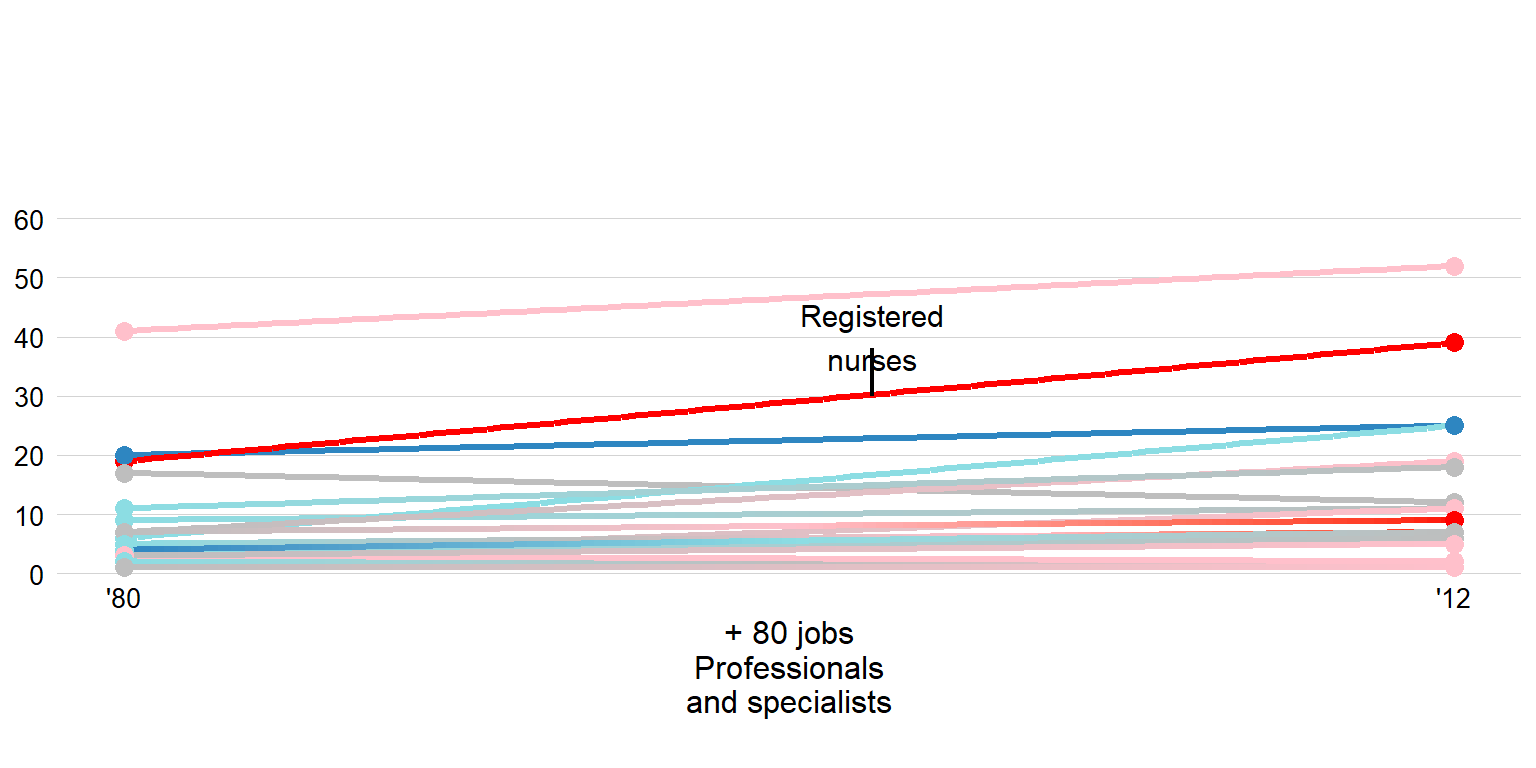 60
50
Registered
40
nurses
30
20
10
0
'80 '12
+ 80 jobs
Professionals
and specialists